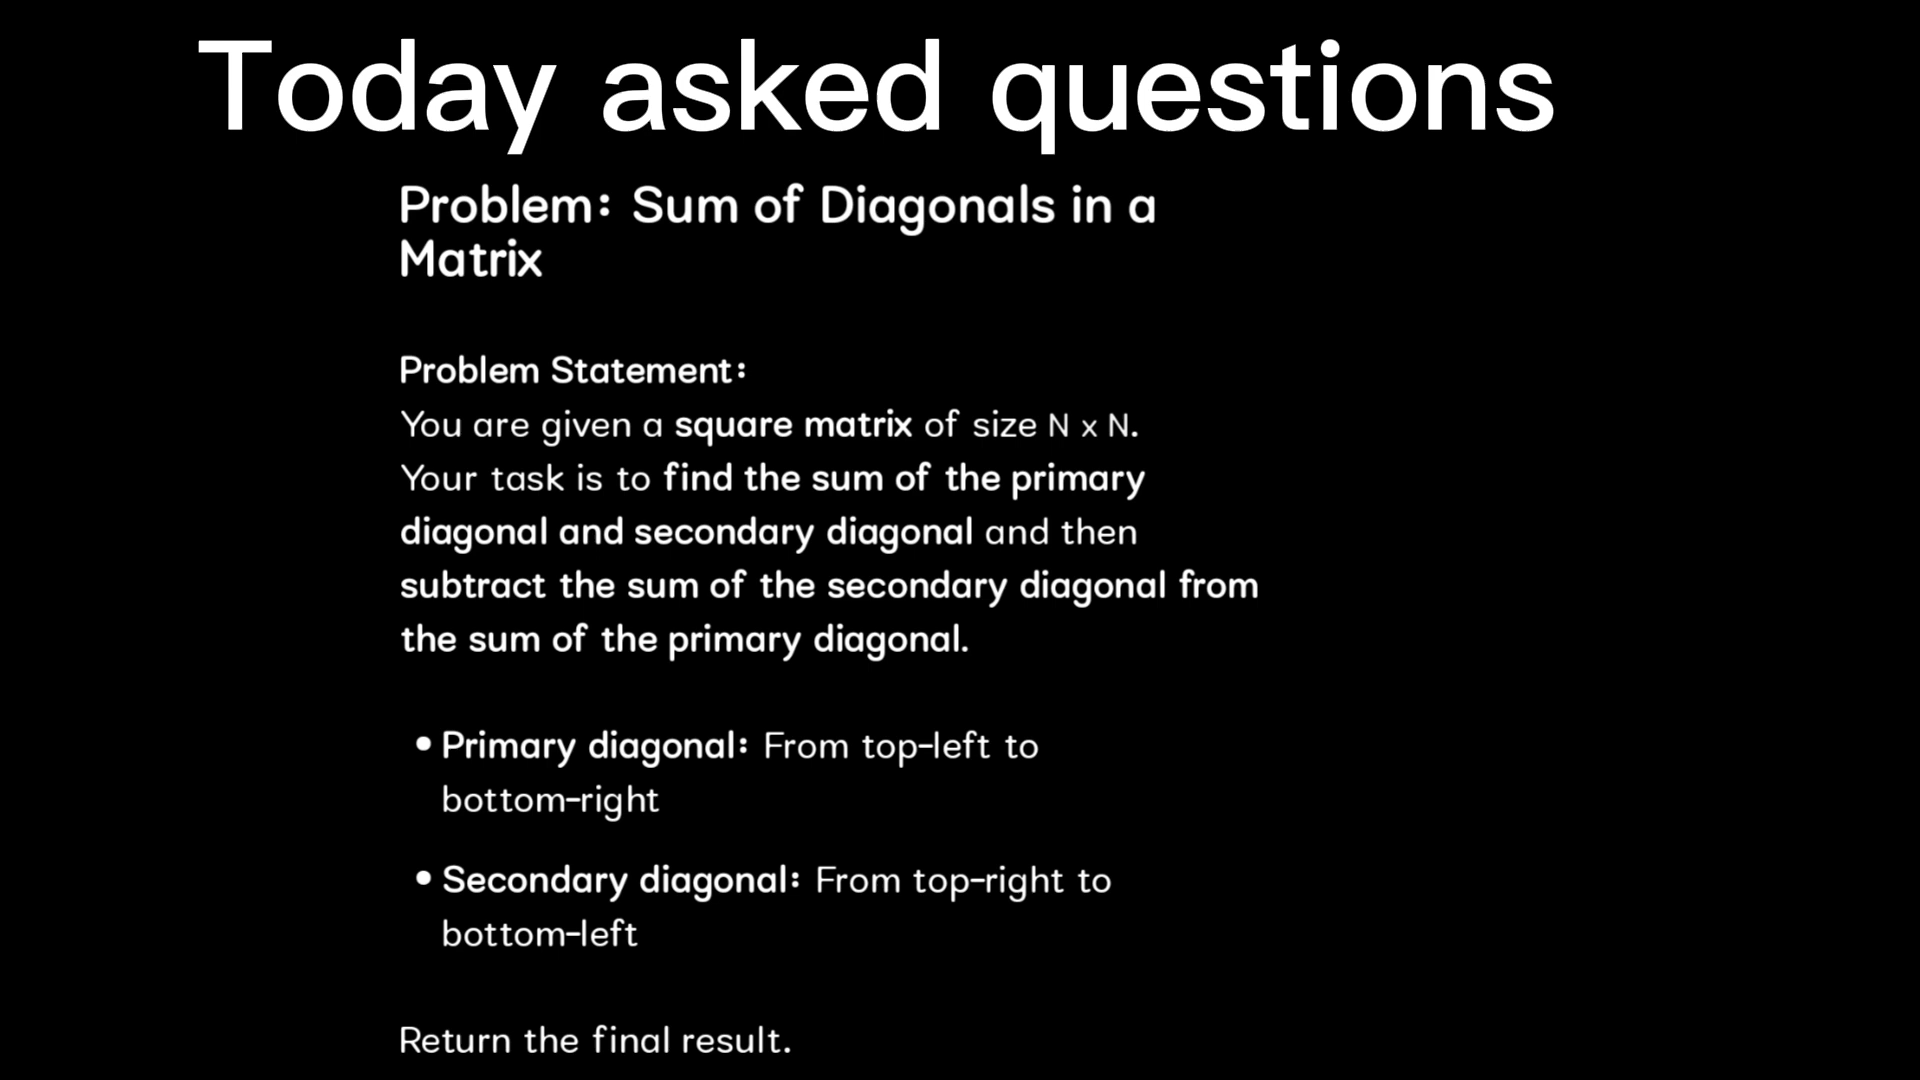 Today asked questions
Problem: Sum of Diagonals in a
Matrix
Problem Statement:
You are given a square matrix of size N x N.
Your task is to find the sum of the primary
diagonal and secondary diagonal and then
subtract the sum of the secondary diagonal from
the sum of the primary diagonal.
• Primary diagonal: From top-left to
bottom-right
• Secondary diagonal: From top-right to
bottom-left
Return the final result.